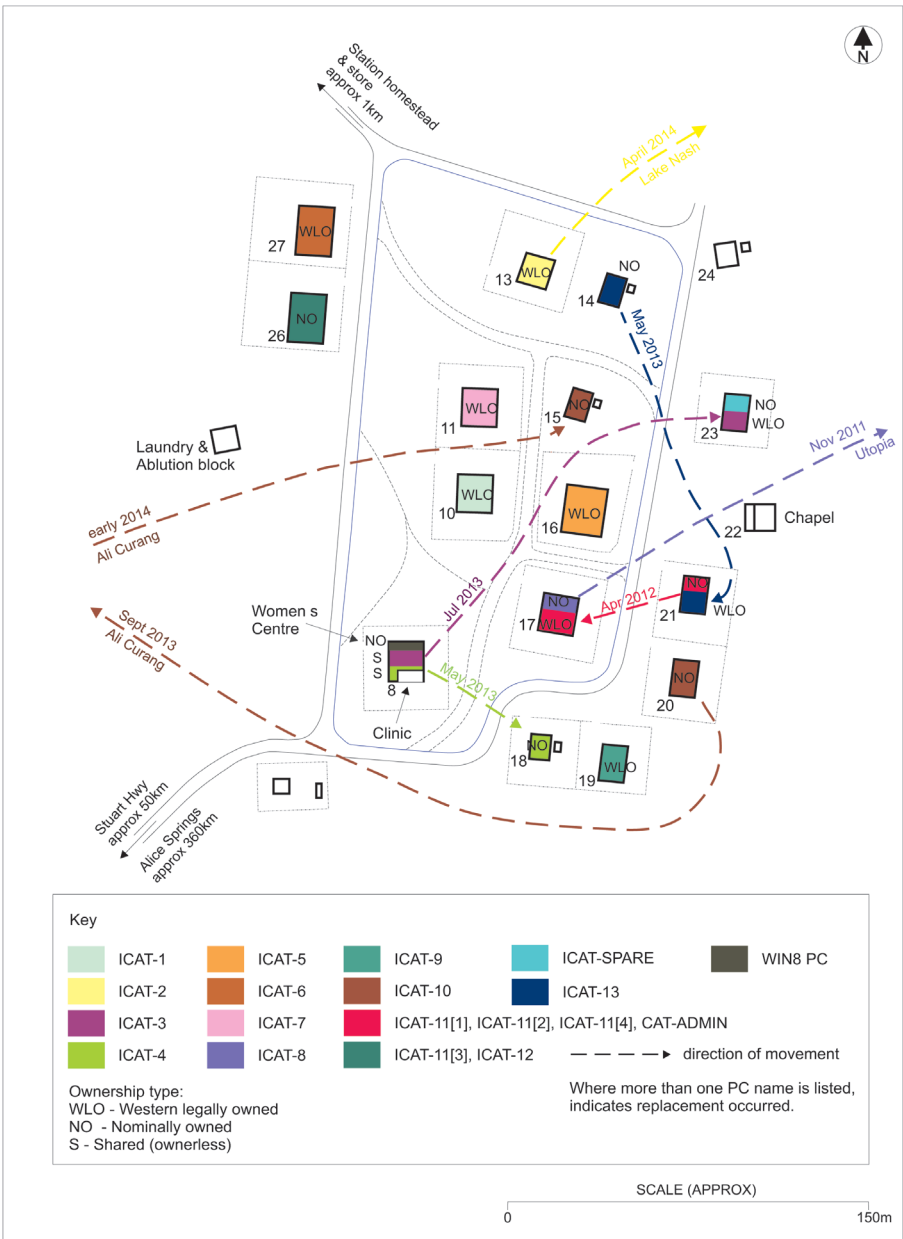 N
Station homestead
& store
approx 1km
April 2014
Lake Nash
WLO
27
WLO
13
NO
14
24
NO
26
May 2013
WLO
11
NO
15
NO
WLO
23
Nov 2011
Utopia
Laundry &
Ablution block
WLO
10
WLO
16
22
Chapel
early 2014
Ali Curang
Jul 2013
NO
WLO
17
Apr 2012
NO
WLO
21
Women s
Centre
NO
S
S
8
Clinic
Sept 2013
Ali Curang
May 2013
NO
20
NO
18
WLO
19
Stuart Hwy
approx 50km
Alice Springs
approx 360km
Key
ICAT-1
ICAT-5
ICAT-9
ICAT-SPARE
WIN8 PC
ICAT-2
ICAT-6
ICAT-10
ICAT-13
ICAT-3
ICAT-7
ICAT-11[1], ICAT-11[2], ICAT-11[4], CAT-ADMIN
ICAT-4
ICAT-8
ICAT-11[3], ICAT-12
direction of movement
Ownership type:
WLO - Western legally owned
NO - Nominally owned
S - Shared (ownerless)
Where more than one PC name is listed,
indicates replacement occurred.
SCALE (APPROX)
0
150m